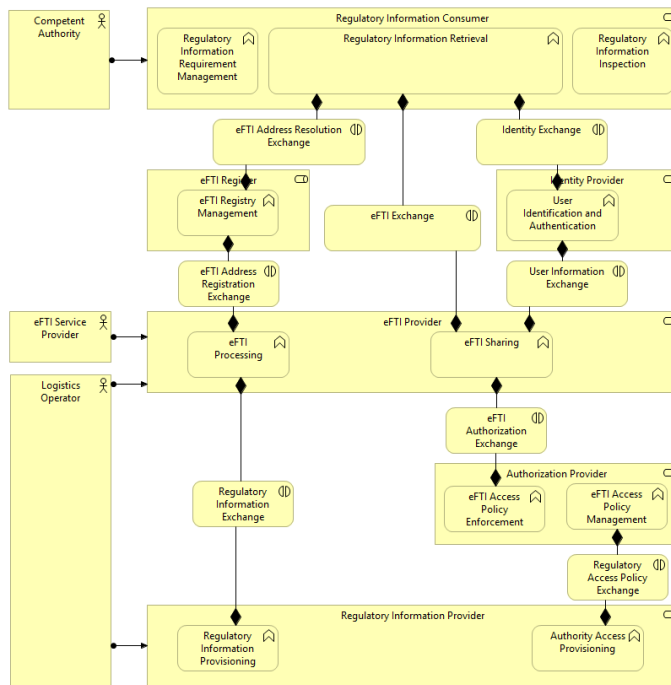 Competent
Authority
Regulatory Information Consumer
Regulatory
Information
Requirement
Management
Regulatory Information Retrieval
Regulatory
Information
Inspection
eFTI Address Resolution
Exchange
Identity Exchange
eFTI Register
eFTI Registry
Management
eFTI Exchange
Identity Provider
User
Identification and
Authentication
eFTI Address
Registration
Exchange
User Information
Exchange
eFTI Service
Provider
eFTI Provider
eFTI
Processing
eFTI Sharing
Logistics
Operator
eFTI
Authorization
Exchange
Authorization Provider
eFTI Access
Policy
Enforcement
eFTI Access
Policy
Management
Regulatory
Information
Exchange
Regulatory
Access Policy
Exchange
Regulatory Information Provider
Regulatory
Information
Provisioning
Authority Access
Provisioning